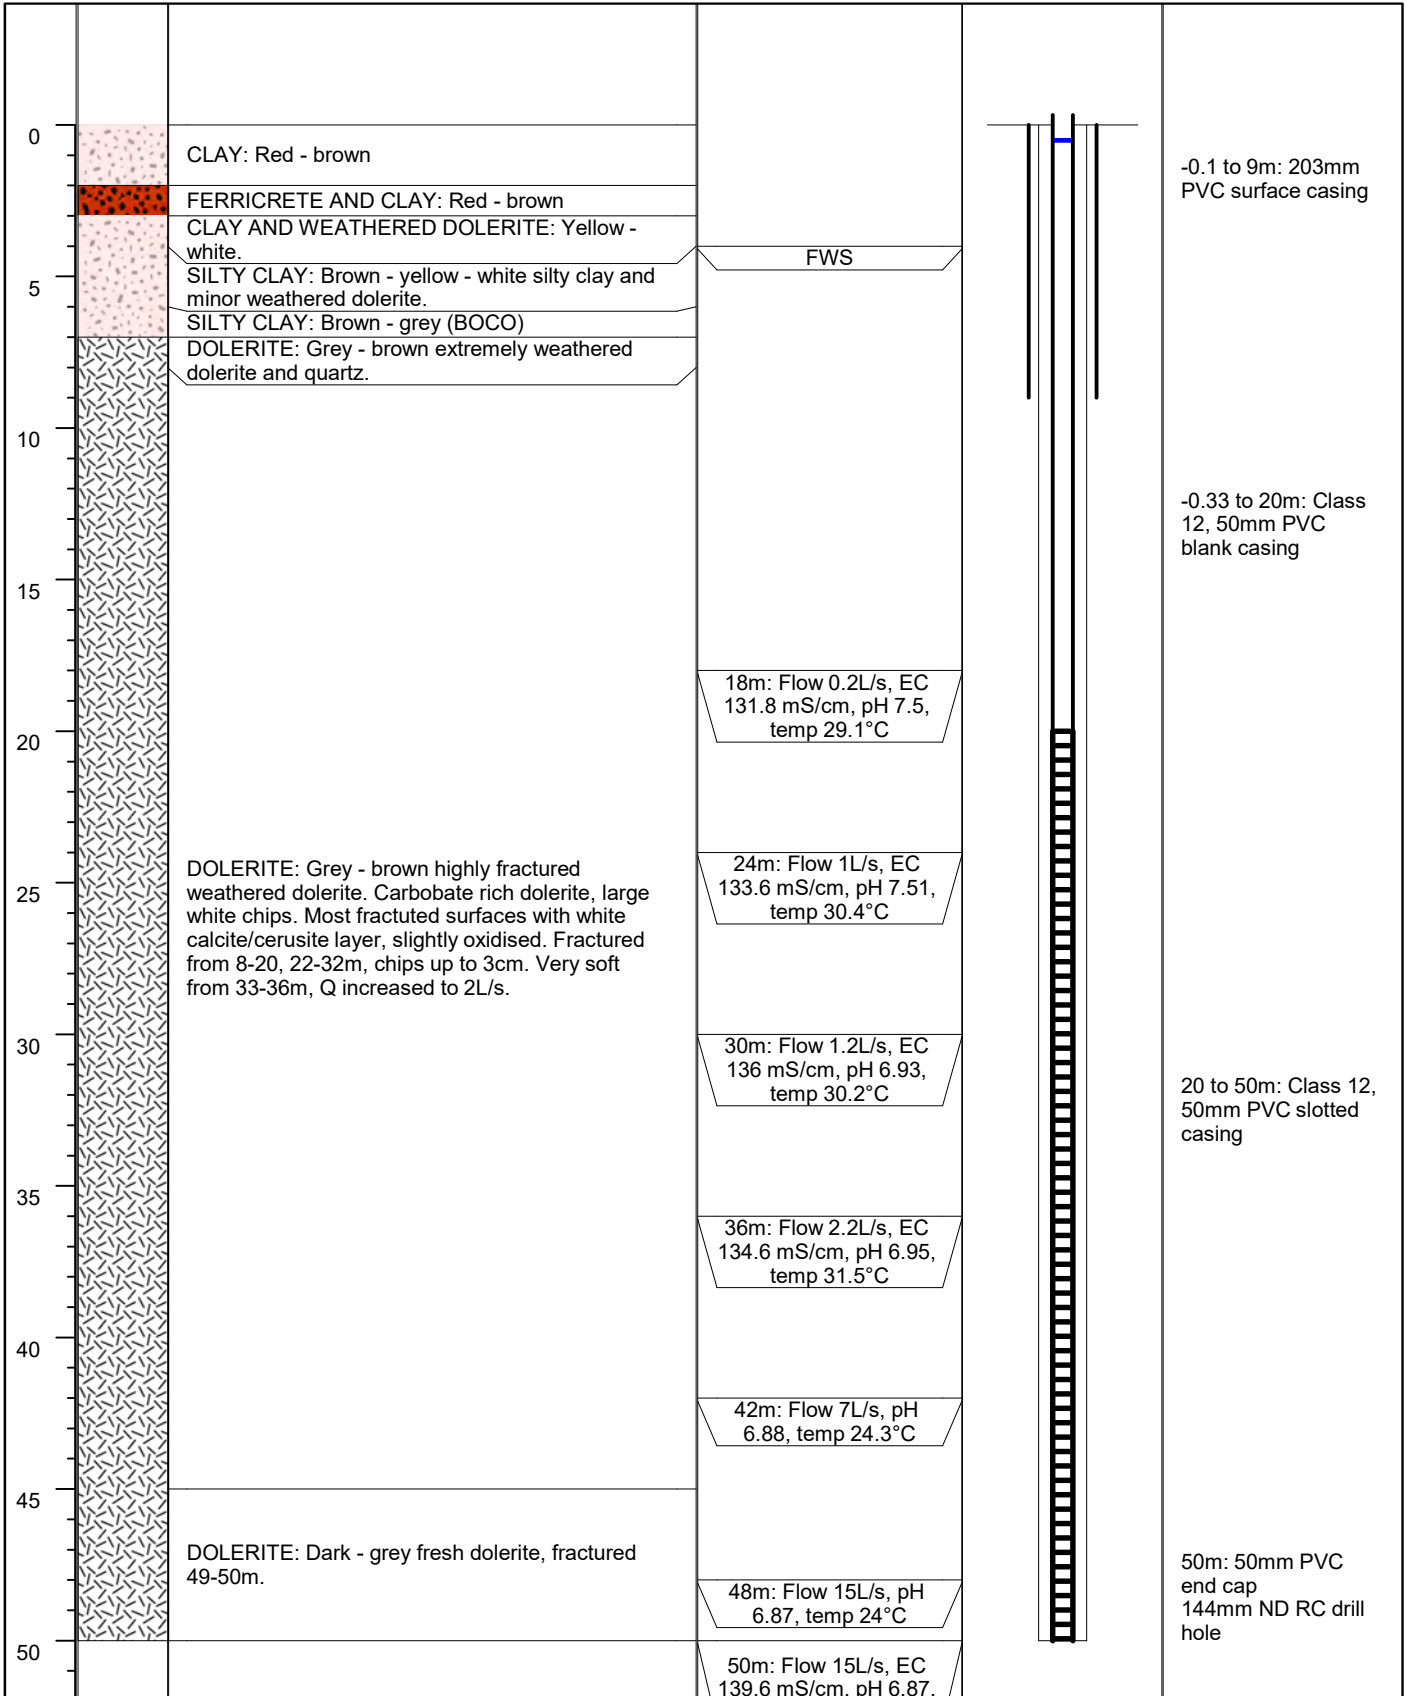 0
5
10
15
20
25
30
35
40
45
50
CLAY: Red - brown
FERRICRETE AND CLAY: Red - brown
CLAY AND WEATHERED DOLERITE: Yellow -
white.
SILTY CLAY: Brown - yellow - white silty clay and
minor weathered dolerite.
SILTY CLAY: Brown - grey (BOCO)
DOLERITE: Grey - brown extremely weathered
dolerite and quartz.
DOLERITE: Grey - brown highly fractured
weathered dolerite. Carbobate rich dolerite, large
white chips. Most fractuted surfaces with white
calcite/cerusite layer, slightly oxidised. Fractured
from 8-20, 22-32m, chips up to 3cm. Very soft
from 33-36m, Q increased to 2L/s.
DOLERITE: Dark - grey fresh dolerite, fractured
49-50m.
FWS
18m: Flow 0.2L/s, EC
131.8 mS/cm, pH 7.5,
temp 29.1°C
24m: Flow 1L/s, EC
133.6 mS/cm, pH 7.51,
temp 30.4°C
30m: Flow 1.2L/s, EC
136 mS/cm, pH 6.93,
temp 30.2°C
36m: Flow 2.2L/s, EC
134.6 mS/cm, pH 6.95,
temp 31.5°C
42m: Flow 7L/s, pH
6.88, temp 24.3°C
48m: Flow 15L/s, pH
6.87, temp 24°C
50m: Flow 15L/s, EC
139.6 mS/cm, pH 6.87,
-0.1 to 9m: 203mm
PVC surface casing
-0.33 to 20m: Class
12, 50mm PVC
blank casing
20 to 50m: Class 12,
50mm PVC slotted
casing
50m: 50mm PVC
end cap
144mm ND RC drill
hole